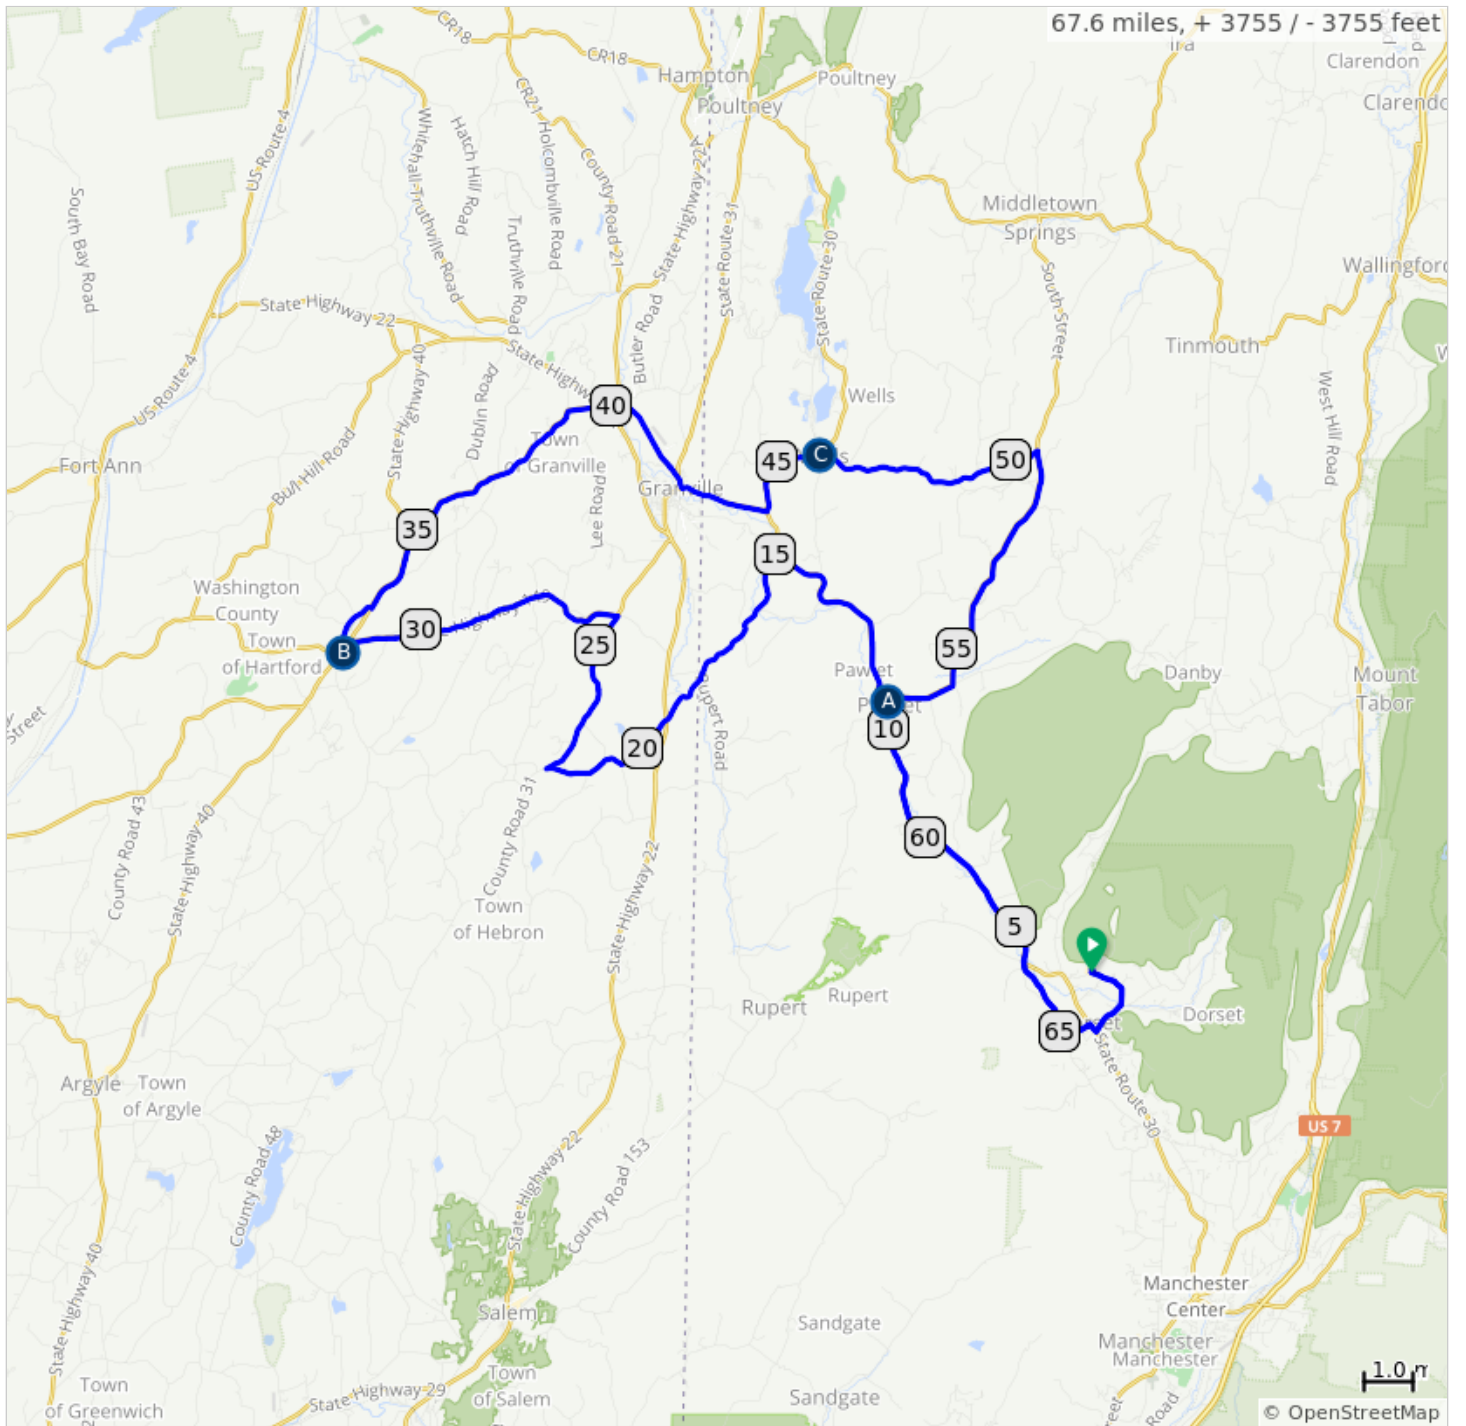 67.6 miles, + 3755 / - 3755 feet
CR18
CR18
Hampton
Poultney
Poultney
Ira
Clarendon
Clarendo
US Route 4
Whitehall-Truthville Road
Hatch Hill Road
CR21
Holcombville Road
County Road 21
Truthville Road
State Highway 22A
State Route 31
State Route 30
Middletown
Springs
South Street
Wallingford
Tinmouth
South Bay Road
State Highway 22
State Highway 40
US Route 4
Butler Road
Dublin Road
Bull Hill Road
Fort Ann
Wells
West Hill Road
40
Town
of Granville
Granville
Lee Road
45
C
50
35
15
Washington
County
Town
of Hartford
30
25
B
55
Pawlet
A
10
20
Rupert Road
Danby
Mount
Tabor
Street
County Road 43
State Highway 40
County Road 31
State Highway 22
60
Town
of Hebron
5
Rupert
Rupert
Dorset
65
State Route 30
Argyle
Town
of Argyle
US 7
County Road 48
State Highway 22
County Road 153
State Highway 40
Salem
Town
of Salem
State Highway 29
Town
of Greenwich
Sandgate
Sandgate
Manchester
Center
Manchester
Manchester
Road
1.0 m
© OpenStreetMap